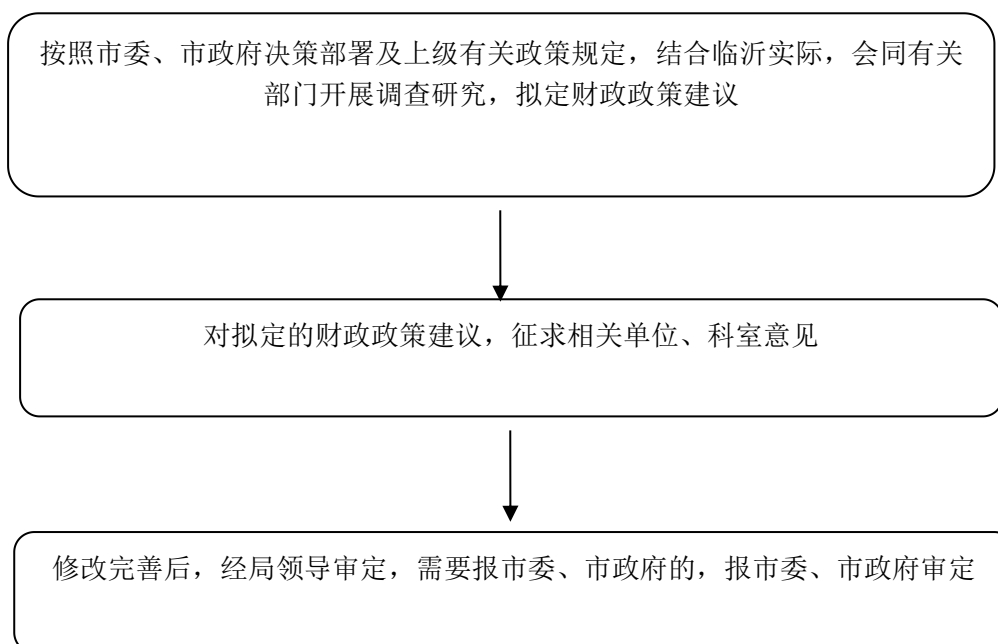 按照市委、市政府决策部署及上级有关政策规定，结合临沂实际，会同有关
部门开展调查研究，拟定财政政策建议
对拟定的财政政策建议，征求相关单位、科室意见
修改完善后，经局领导审定，需要报市委、市政府的，报市委、市政府审定